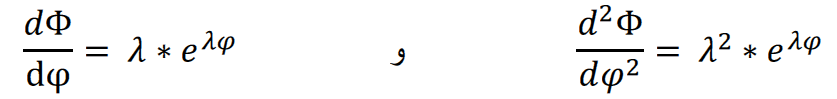 dΦ/dφ = λ ∗ e^{λφ} و d²Φ/dφ² = λ² ∗ e^{λφ}